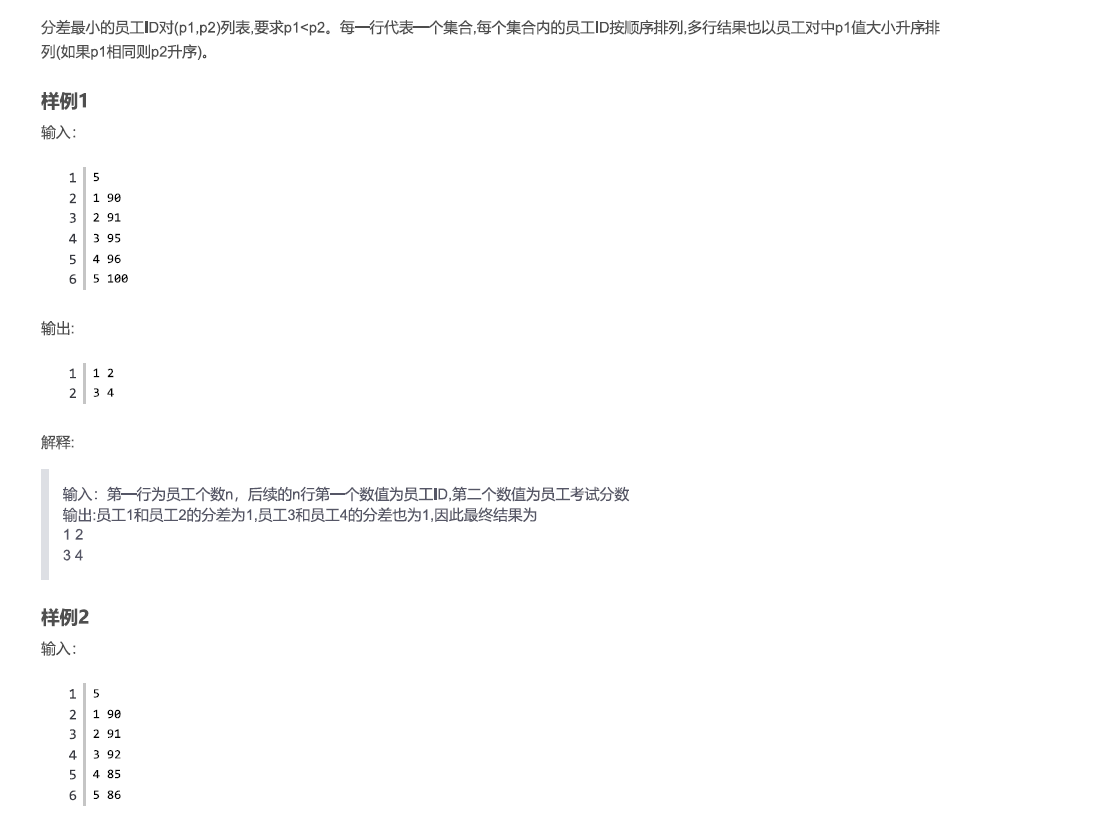 分差最小的员工ID对(p1,p2)列表,要求p1<p2。每一行代表一个集合,每个集合内的员工ID按顺序排列,多行结果也以员工对中p1值大小升序排
列(如果p1相同则p2升序)。
样例1
输入：
1 5
2 1 90
3 2 91
4 3 95
5 4 96
6 5 100
输出:
1 1 2
2 3 4
解释:
输入：第一行为员工个数n，后续的n行第一个数值为员工ID,第二个数值为员工考试分数
输出:员工1和员工2的分差为1,员工3和员工4的分差也为1,因此最终结果为
1 2
3 4
样例2
输入：
1 5
2 1 90
3 2 91
4 3 92
5 4 85
6 5 86